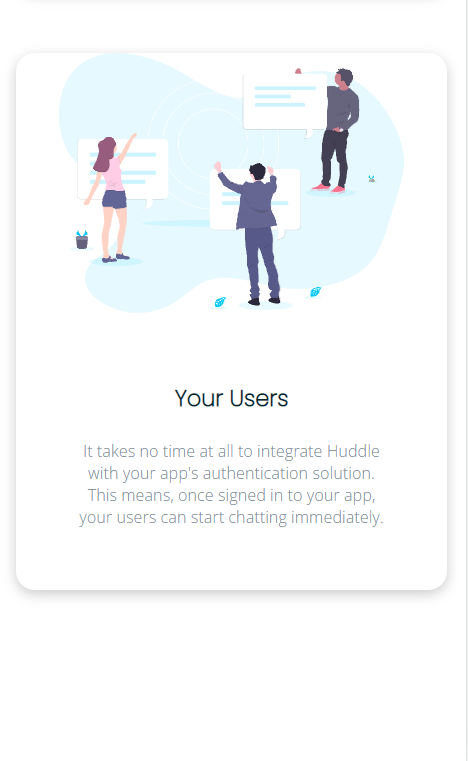 Your Users
It takes no time at all to integrate Huddle
with your app's authentication solution.
This means, once signed in to your app,
your users can start chatting immediately.